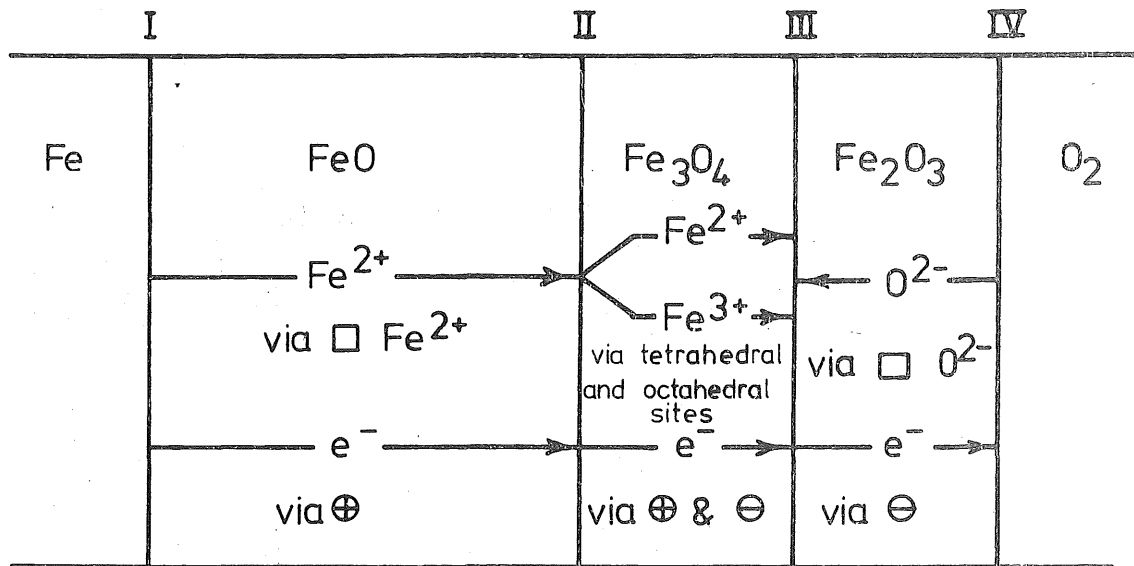 I II III IV
Fe FeO Fe₃O₄ Fe₂O₃ O₂
Fe²⁺
Fe²⁺ O²⁻
Fe³⁺
via □ Fe²⁺
via tetrahedral
and octahedral
sites
via □ O²⁻
e⁻ e⁻ e⁻
via ⊕ via ⊕ & ⊖ via ⊖